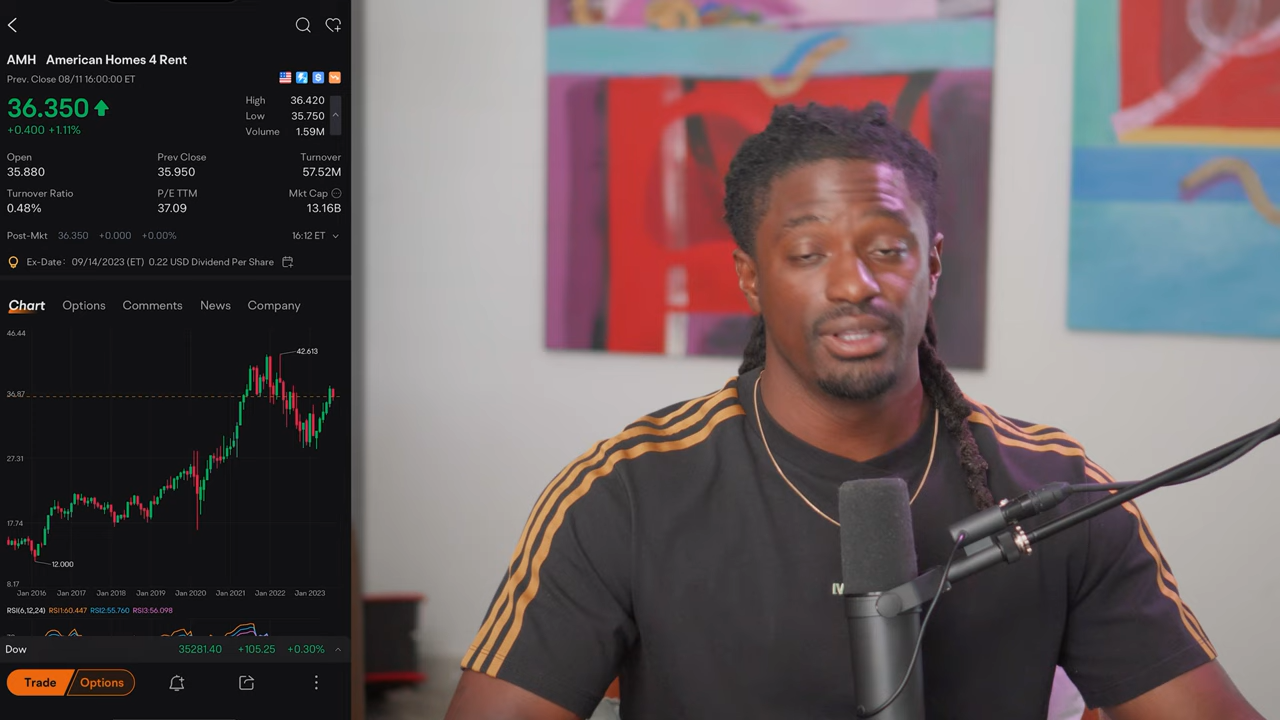 AMH American Homes 4 Rent
Prev. Close 08/11 16:00:00 ET
36.350
+0.400 +1.11%
High 36.420
Low 35.750
Volume 1.59M
Open Prev Close Turnover
35.880 35.950 57.52M
Turnover Ratio P/E TTM Mkt Cap
0.48% 37.09 13.16B
Post-Mkt 36.350 +0.000 +0.00% 16:12 ET
Ex-Date: 09/14/2023 (ET) 0.22 USD Dividend Per Share
Chart Options Comments News Company
46.44
42.613
36.87
27.31
17.74
12.000
8.17
Jan 2016 Jan 2017 Jan 2018 Jan 2019 Jan 2020 Jan 2021 Jan 2022 Jan 2023
RSI(6,12,24) RSI1:60.447 RSI2:55.760 RSI3:56.098
Dow 35281.40 +105.25 +0.30%
Trade Options